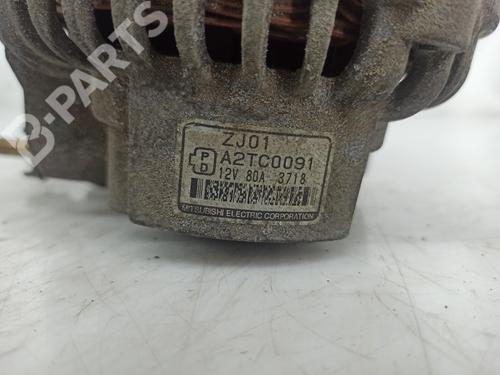 B-PARTS
ZJ01
P
D
A2TC0091
12V 80A 3718
MITSUBISHI ELECTRIC CORPORATION